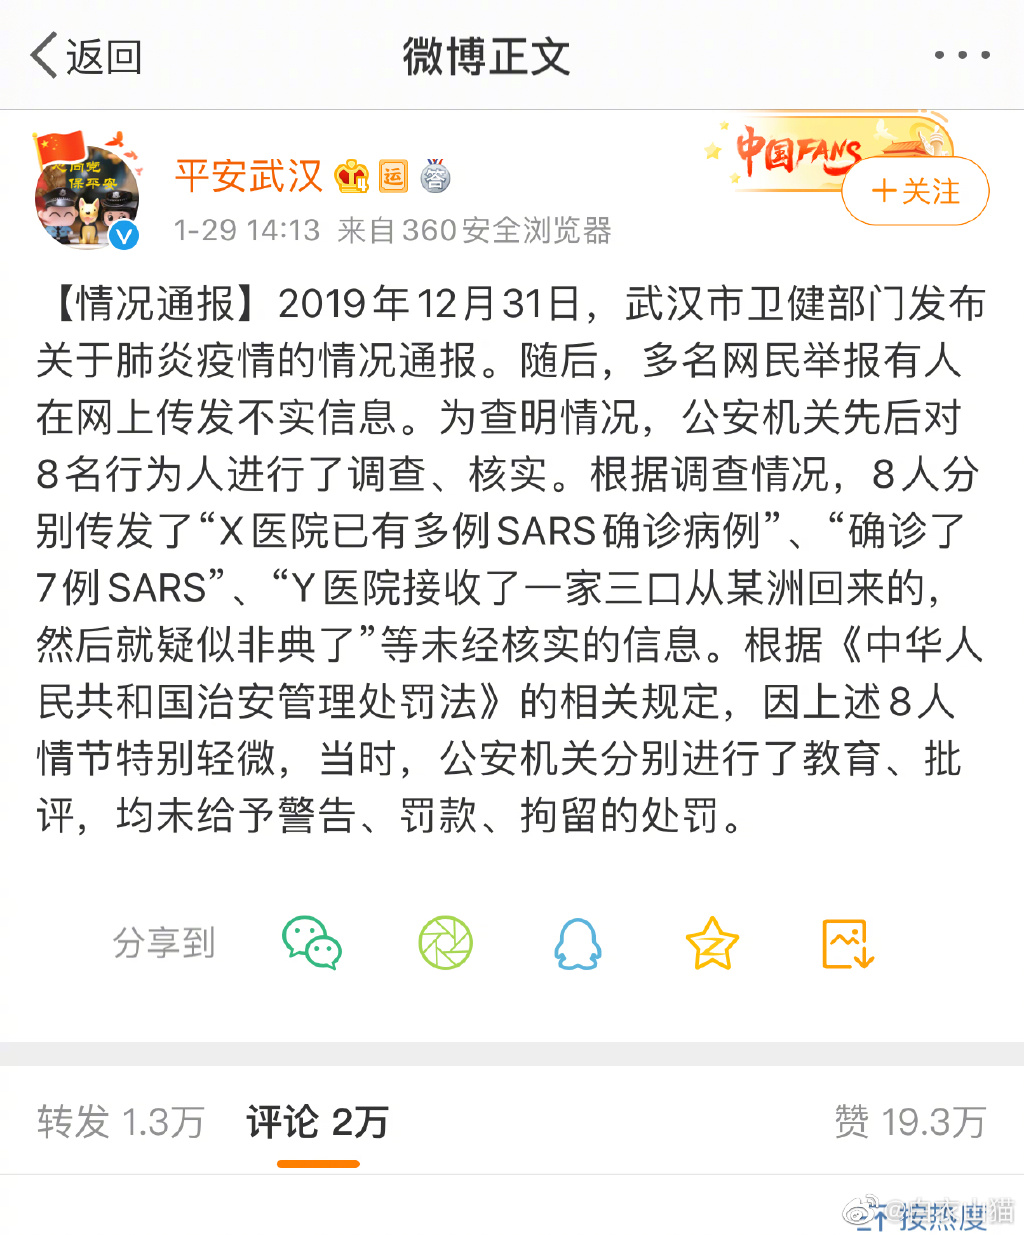 返回
微博正文
平安武汉
运
答
中国FANS
+关注
1-29 14:13 来自360安全浏览器
【情况通报】2019年12月31日，武汉市卫健部门发布
关于肺炎疫情的情况通报。随后，多名网民举报有人
在网上传发不实信息。为查明情况，公安机关先后对
8名行为人进行了调查、核实。根据调查情况，8人分
别传发了“X医院已有多例SARS确诊病例”、“确诊了
7例SARS”、“Y医院接收了一家三口从某洲回来的，
然后就疑似非典了”等未经核实的信息。根据《中华人
民共和国治安管理处罚法》的相关规定，因上述8人
情节特别轻微，当时，公安机关分别进行了教育、批
评，均未给予警告、罚款、拘留的处罚。
分享到
转发 1.3万 评论 2万 赞 19.3万
按热度
@白衣山猫